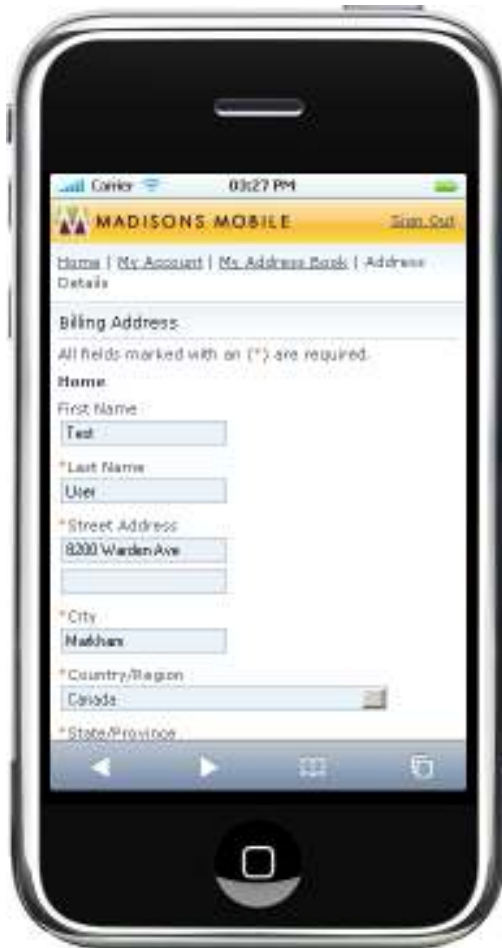 Carrier 03:27 PM
MADISONS MOBILE Sign Out
Home | My Account | My Address Book | Address
Details
Billing Address
All fields marked with an (*) are required.
Home
First Name
Test
*Last Name
User
*Street Address
8200 Warden Ave
*City
Markham
*Country/Region
Canada
*State/Province